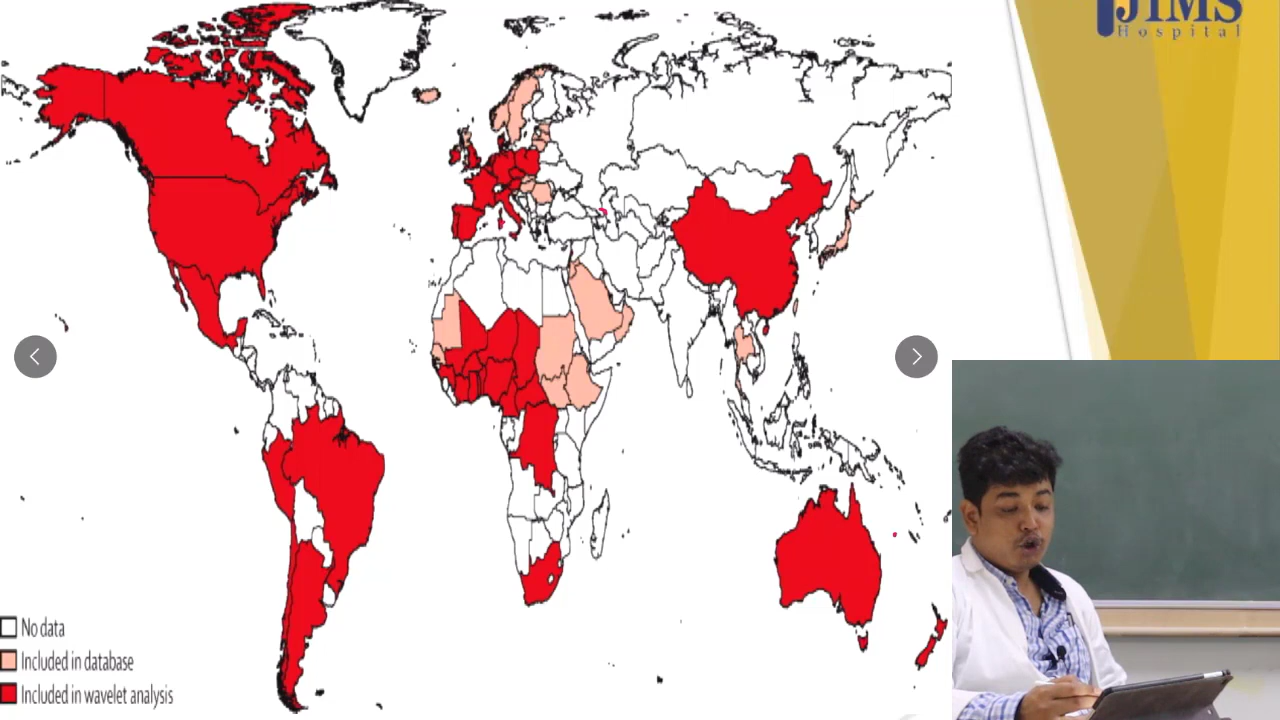 JIMS
Hospital
No data
Included in database
Included in wavelet analysis